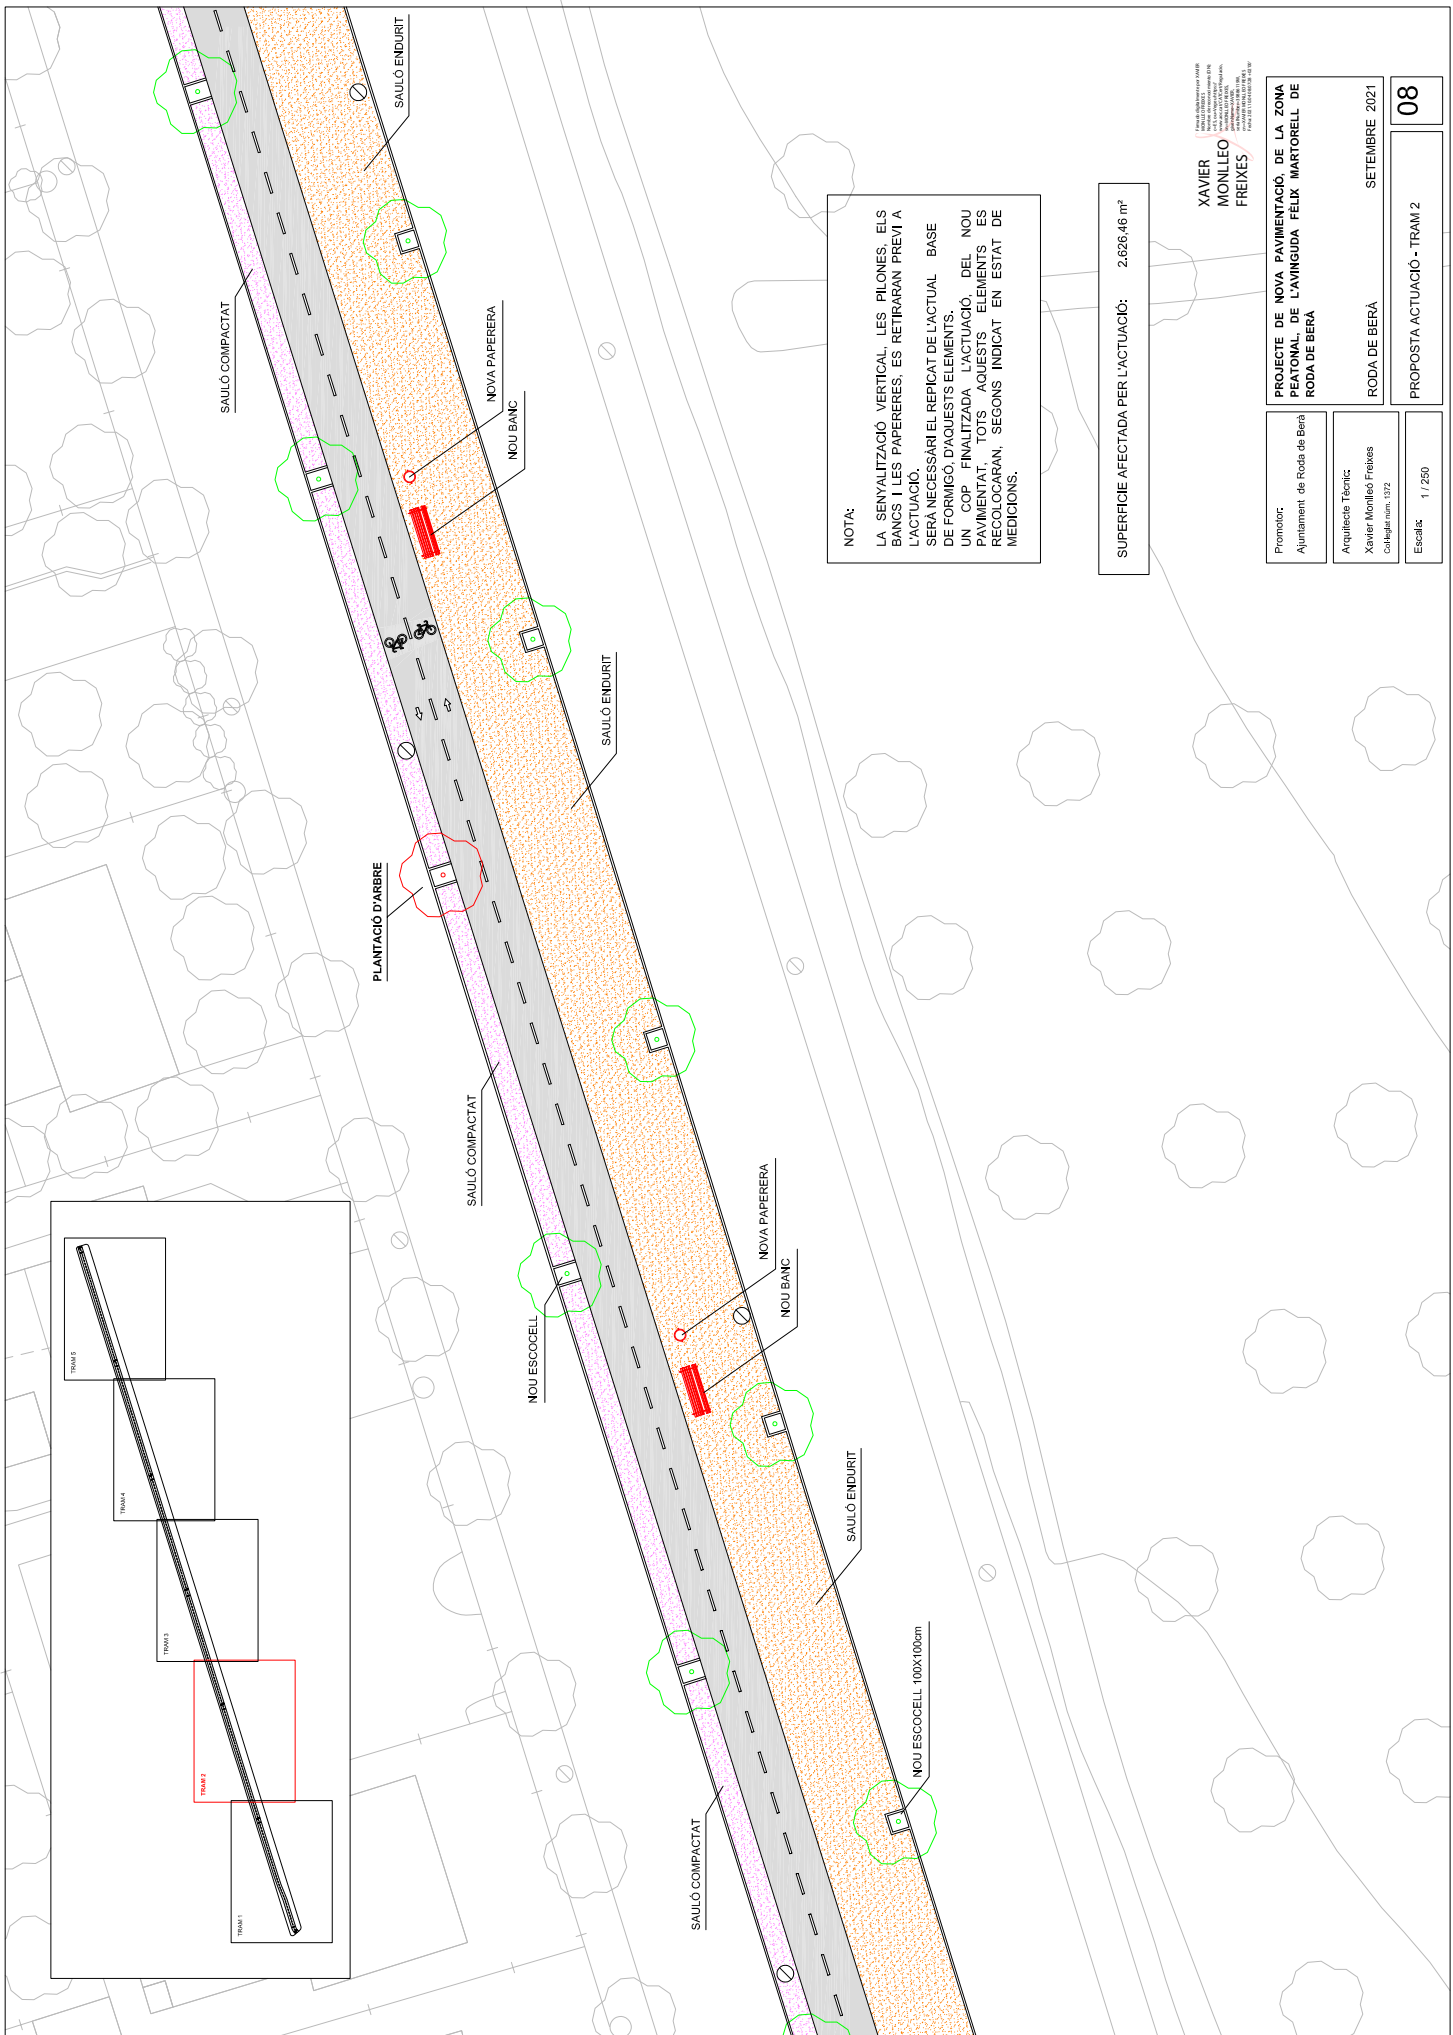 SAULÓ COMPACTAT
SAULÓ ENDURIT
NOU ESCOCELL 100X100cm
NOU ESCOCELL
SAULÓ ENDURIT
NOU BANC
NOVA PAPERERA
SAULÓ COMPACTAT
PLANTACIÓ D'ARBRE
SAULÓ ENDURIT
NOU BANC
NOVA PAPERERA
SAULÓ COMPACTAT
SAULÓ ENDURIT
TRAM 1
TRAM 2
TRAM 3
TRAM 4
TRAM 5
NOTA:
LA SENYALITZACIÓ VERTICAL, LES PILONES, ELS
BANCS I LES PAPERERES, ES RETIRARAN PREVI A
L'ACTUACIÓ.
SERÀ NECESSÀRI EL REPICAT DE L'ACTUAL BASE
DE FORMIGÓ, D'AQUESTS ELEMENTS.
UN COP FINALITZADA L'ACTUACIÓ, DEL NOU
PAVIMENTAT, TOTS AQUESTS ELEMENTS ES
RECOLOCARAN, SEGONS INDICAT EN ESTAT DE
MEDICIONS.
SUPERFICIE AFECTADA PER L'ACTUACIÓ: 2.626,46 m²
XAVIER
MONLLEO
FREIXES
Promotor:
Ajuntament de Roda de Berà
Arquitecte Tècnic:
Xavier Monlleó Freixes
Col·legiat núm. 1372
Escala: 1 / 250
PROJECTE DE NOVA PAVIMENTACIÓ, DE LA ZONA
PEATONAL, DE L'AVINGUDA FÈLIX MARTORELL DE
RODA DE BERÀ
RODA DE BERÀ SETEMBRE 2021
PROPOSTA ACTUACIÓ - TRAM 2
08